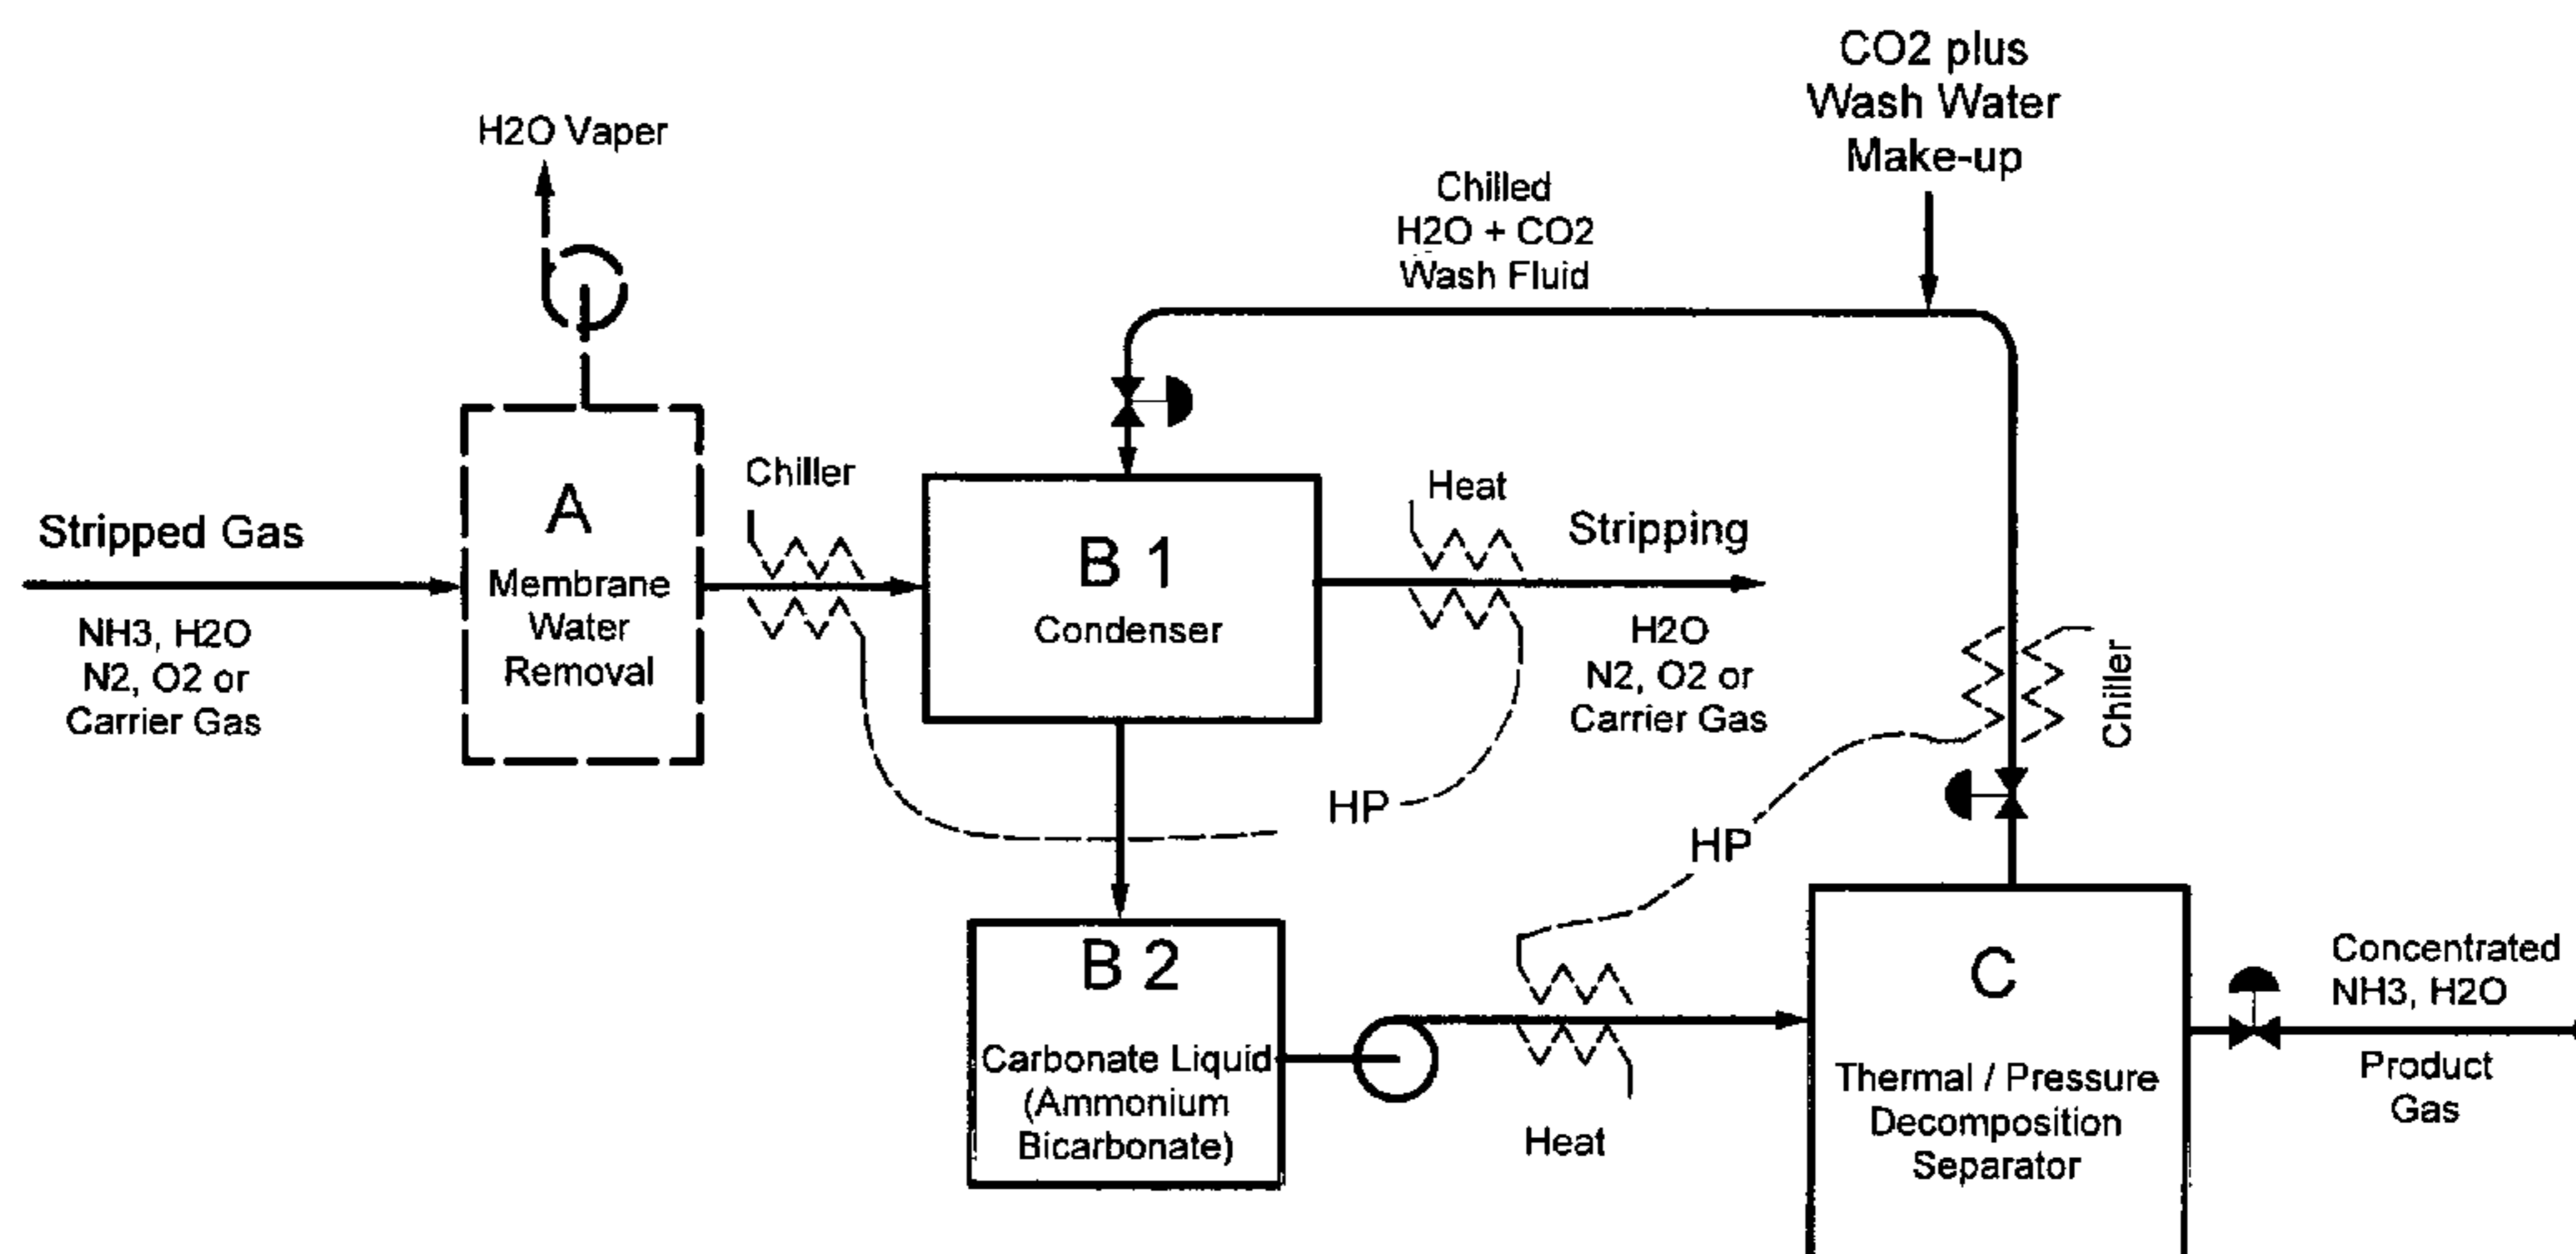 CO2 plus
Wash Water
Make-up
H2O Vaper
Chilled
H2O + CO2
Wash Fluid
Stripped Gas
NH3, H2O
N2, O2 or
Carrier Gas
A
Membrane
Water
Removal
Chiller
B 1
Condenser
Heat
Stripping
H2O
N2, O2 or
Carrier Gas
Chiller
HP
HP
B 2
Carbonate Liquid
(Ammonium
Bicarbonate)
Heat
C
Thermal / Pressure
Decomposition
Separator
Concentrated
NH3, H2O
Product
Gas